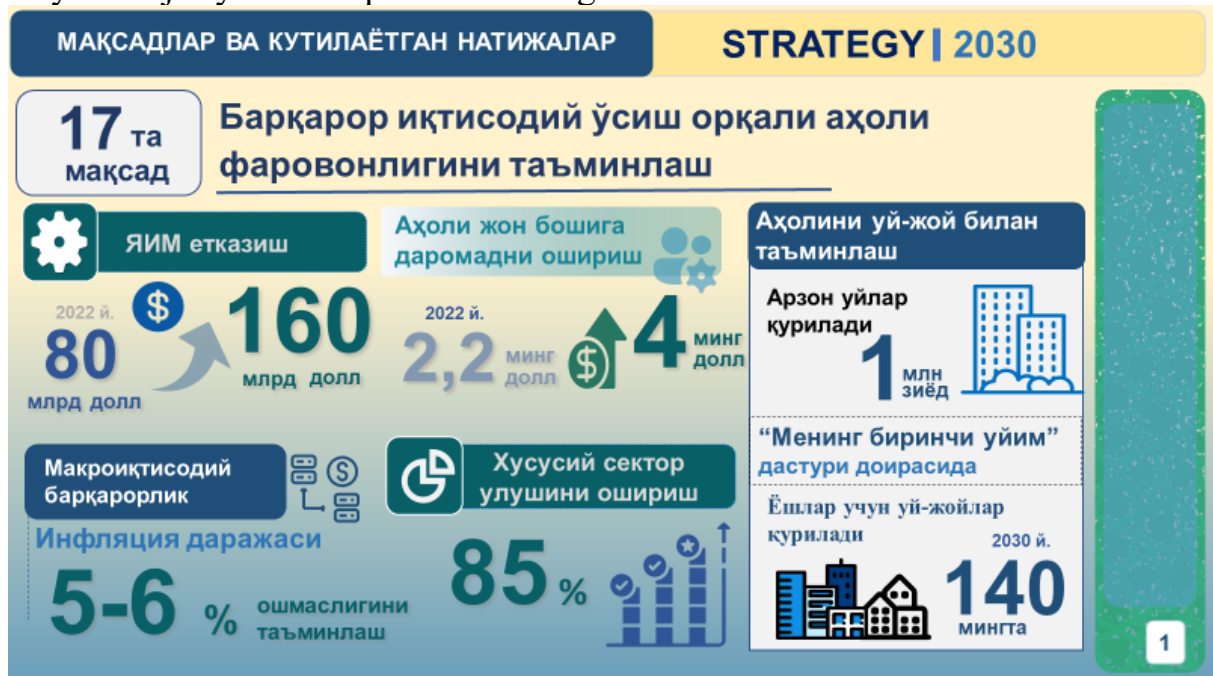 МАҚСАДЛАР ВА КУТИЛАЁТГАН НАТИЖАЛАР
STRATEGY | 2030
17 та
мақсад
Барқарор иқтисодий ўсиш орқали аҳоли
фаровонлигини таъминлаш
ЯИМ етказиш
2022 й.
80
млрд долл
$
160
млрд долл
Аҳоли жон бошига
даромадни ошириш
2022 й.
2,2 минг
долл
$
4 минг
долл
Аҳолини уй-жой билан
таъминлаш
Арзон уйлар
қурилади
1 млн
зиёд
“Менинг биринчи уйим”
дастури доирасида
Ёшлар учун уй-жойлар
қурилади
2030 й.
140
мингта
Макроиқтисодий
барқарорлик
$
Инфляция даражаси
5-6 % ошмаслигини
таъминлаш
Хусусий сектор
улушини ошириш
85 %
1